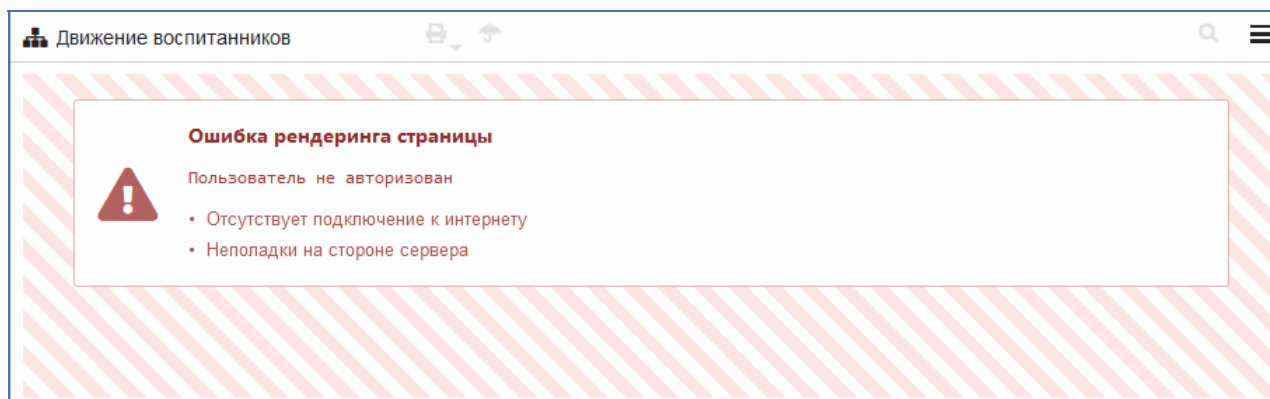 Движение воспитанников
Ошибка рендеринга страницы
Пользователь не авторизован
• Отсутствует подключение к интернету
• Неполадки на стороне сервера